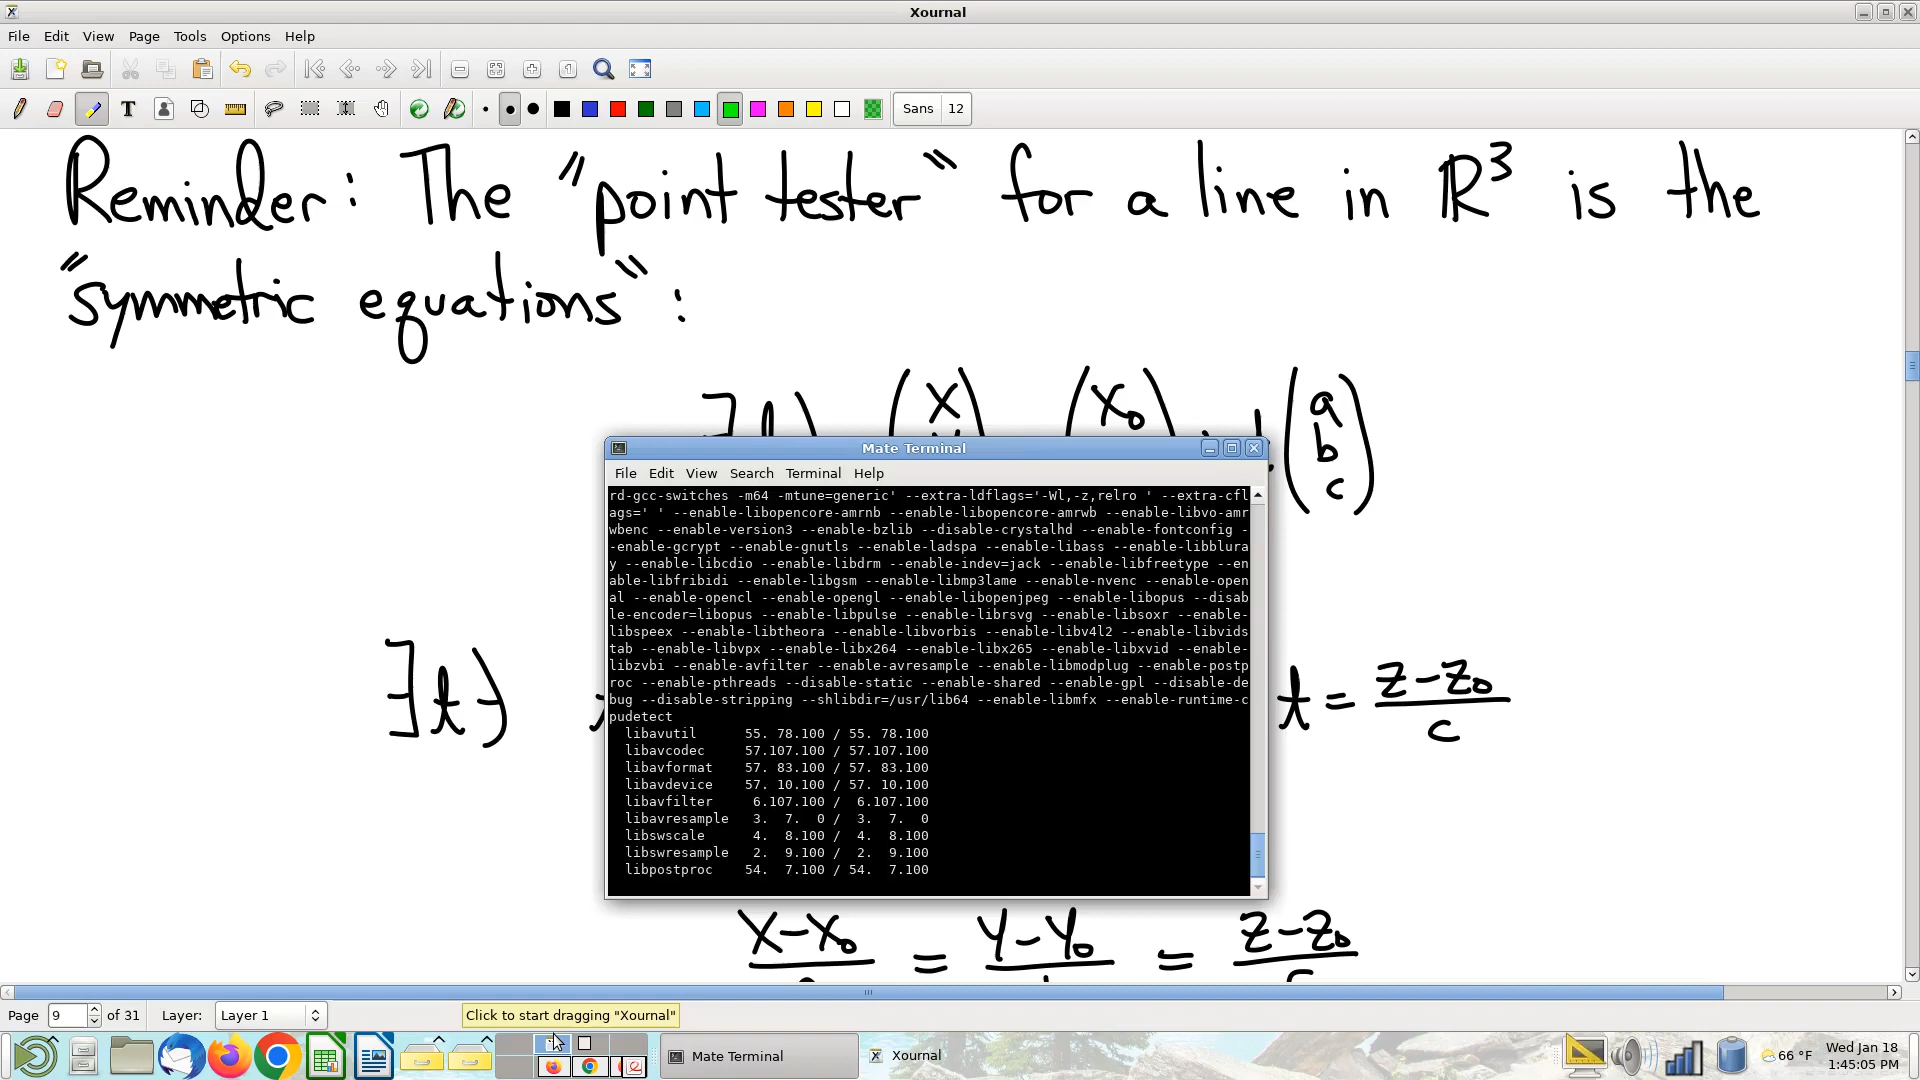 Xournal
File Edit View Page Tools Options Help
Sans 12
Reminder: The "point tester" for a line in ℝ³ is the
"symmetric equations":
∃t) (x (x₀ (a
b
c)
Mate Terminal
File Edit View Search Terminal Help
rd-gcc-switches -m64 -mtune=generic' --extra-ldflags='-Wl,-z,relro ' --extra-cfl
ags=' ' --enable-libopencore-amrnb --enable-libopencore-amrwb --enable-libvo-amr
wbenc --enable-version3 --enable-bzlib --disable-crystalhd --enable-fontconfig -
-enable-gcrypt --enable-gnutls --enable-ladspa --enable-libass --enable-libblura
y --enable-libcdio --enable-libdrm --enable-indev=jack --enable-libfreetype --en
able-libfribidi --enable-libgsm --enable-libmp3lame --enable-nvenc --enable-open
al --enable-opencl --enable-opengl --enable-libopenjpeg --enable-libopus --disab
le-encoder=libopus --enable-libpulse --enable-librsvg --enable-libsoxr --enable-
libspeex --enable-libtheora --enable-libvorbis --enable-libv4l2 --enable-libvids
tab --enable-libvpx --enable-libx264 --enable-libx265 --enable-libxvid --enable-
libzvbi --enable-avfilter --enable-avresample --enable-libmodplug --enable-postp
roc --enable-pthreads --disable-static --enable-shared --enable-gpl --disable-de
bug --disable-stripping --shlibdir=/usr/lib64 --enable-libmfx --enable-runtime-c
pudetect
libavutil 55. 78.100 / 55. 78.100
libavcodec 57.107.100 / 57.107.100
libavformat 57. 83.100 / 57. 83.100
libavdevice 57. 10.100 / 57. 10.100
libavfilter 6.107.100 / 6.107.100
libavresample 3. 7. 0 / 3. 7. 0
libswscale 4. 8.100 / 4. 8.100
libswresample 2. 9.100 / 2. 9.100
libpostproc 54. 7.100 / 54. 7.100
∃t) t = z-z₀
c
x-x₀ = y-y₀ = z-z₀
Page 9 of 31 Layer: Layer 1 Click to start dragging "Xournal"
Mate Terminal Xournal 66 °F Wed Jan 18
1:45:05 PM